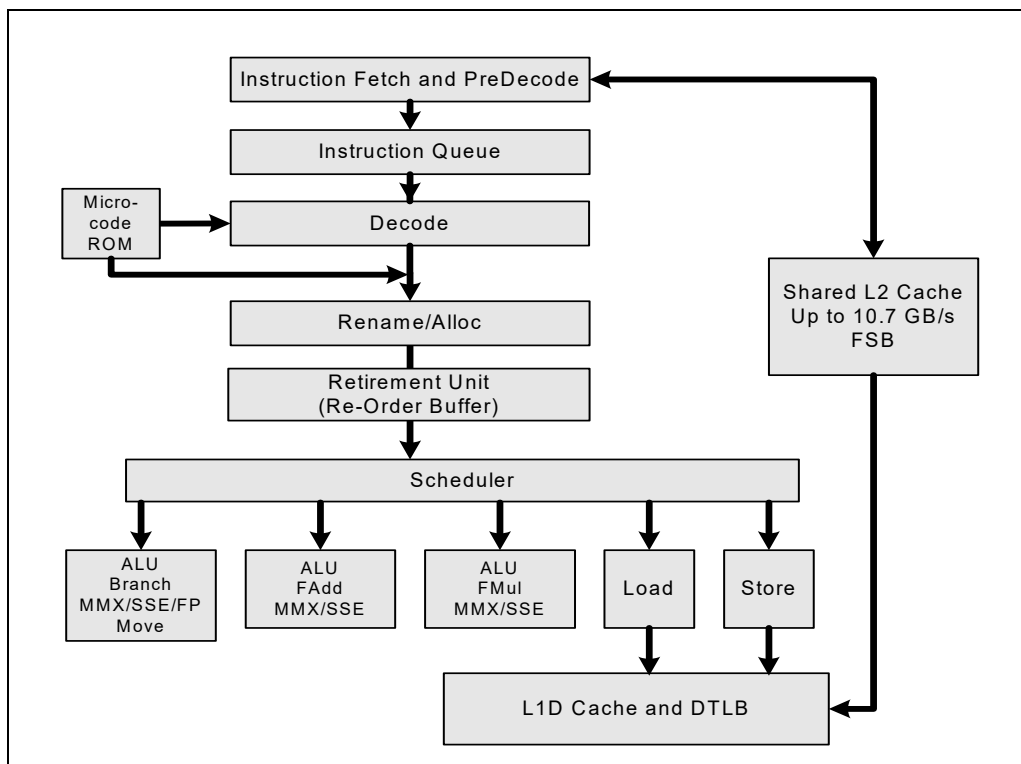 Instruction Fetch and PreDecode
Instruction Queue
Micro-
code
ROM
Decode
Shared L2 Cache
Up to 10.7 GB/s
FSB
Rename/Alloc
Retirement Unit
(Re-Order Buffer)
Scheduler
ALU
Branch
MMX/SSE/FP
Move
ALU
FAdd
MMX/SSE
ALU
FMul
MMX/SSE
Load
Store
L1D Cache and DTLB